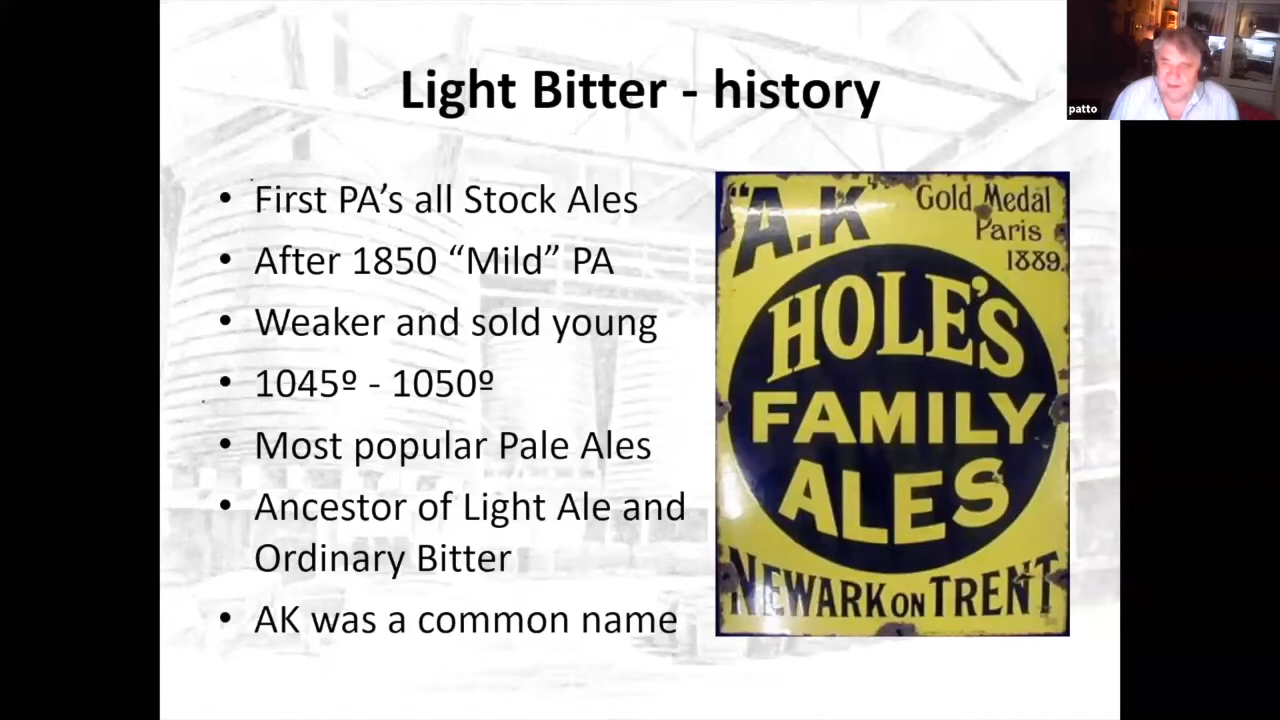 Light Bitter - history
patto
• First PA’s all Stock Ales
• After 1850 “Mild” PA
• Weaker and sold young
• 1045º - 1050º
• Most popular Pale Ales
• Ancestor of Light Ale and
Ordinary Bitter
• AK was a common name
"A.K"
Gold Medal
Paris
1889.
HOLE'S
FAMILY
ALES
NEWARK ON TRENT